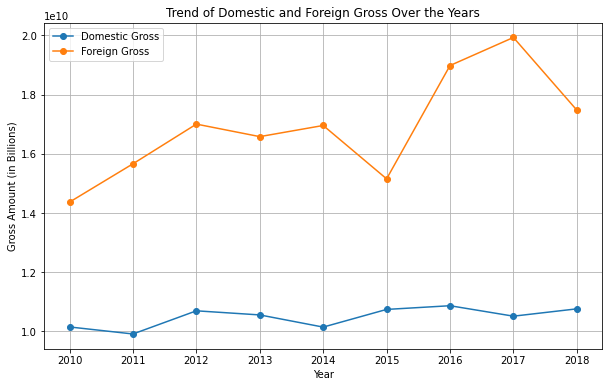 Trend of Domestic and Foreign Gross Over the Years
1e10
Domestic Gross
Foreign Gross
2.0
1.8
1.6
1.4
1.2
1.0
Gross Amount (in Billions)
2010 2011 2012 2013 2014 2015 2016 2017 2018
Year